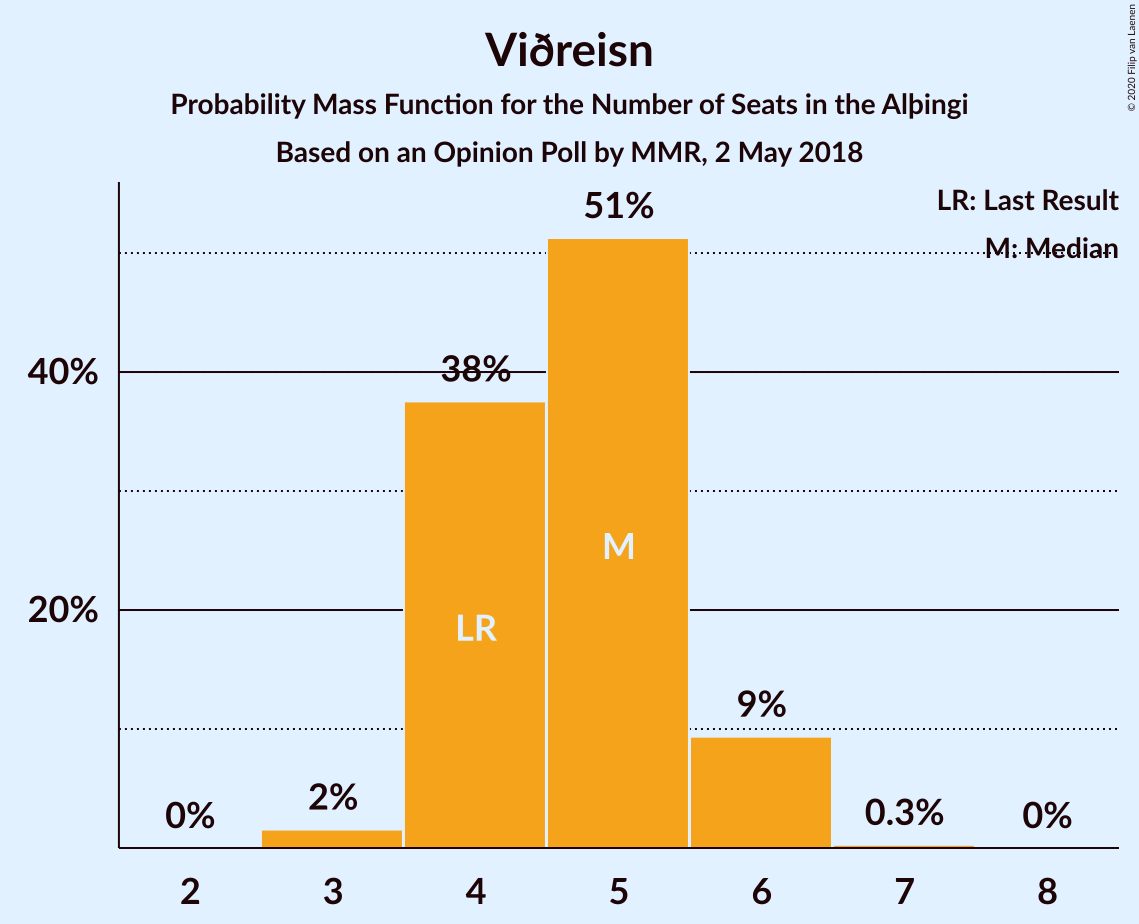 Viðreisn
Probability Mass Function for the Number of Seats in the Alþingi
Based on an Opinion Poll by MMR, 2 May 2018
© 2020 Filip van Laenen
LR: Last Result
M: Median
51%
40%
38%
M
20%
LR
9%
2%
0%
0.3%
0%
2 3 4 5 6 7 8